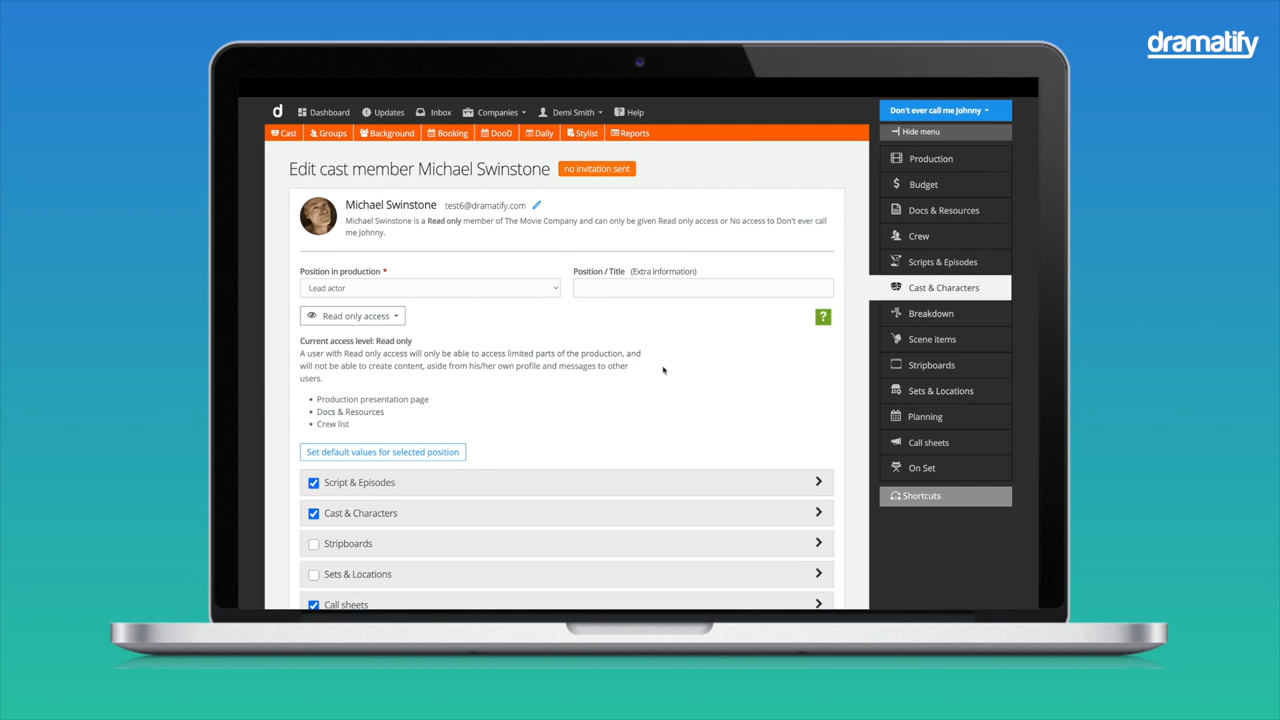 dramatify
d Dashboard Updates Inbox Companies Demi Smith Help
Don't ever call me Johnny
Cast Groups Background Booking DooD Daily Stylist Reports
Hide menu
Edit cast member Michael Swinstone no invitation sent
Michael Swinstone test6@dramatify.com
Michael Swinstone is a Read only member of The Movie Company and can only be given Read only access or No access to Don't ever call
me Johnny.
Position in production *
Position / Title (Extra information)
Lead actor
Read only access
?
Current access level: Read only
A user with Read only access will only be able to access limited parts of the production, and
will not be able to create content, aside from his/her own profile and messages to other
users.
Production presentation page
Docs & Resources
Crew list
Set default values for selected position
Script & Episodes
Cast & Characters
Stripboards
Sets & Locations
Call sheets
Production
$ Budget
Docs & Resources
Crew
Scripts & Episodes
Cast & Characters
Breakdown
Scene items
Stripboards
Sets & Locations
Planning
Call sheets
On Set
Shortcuts